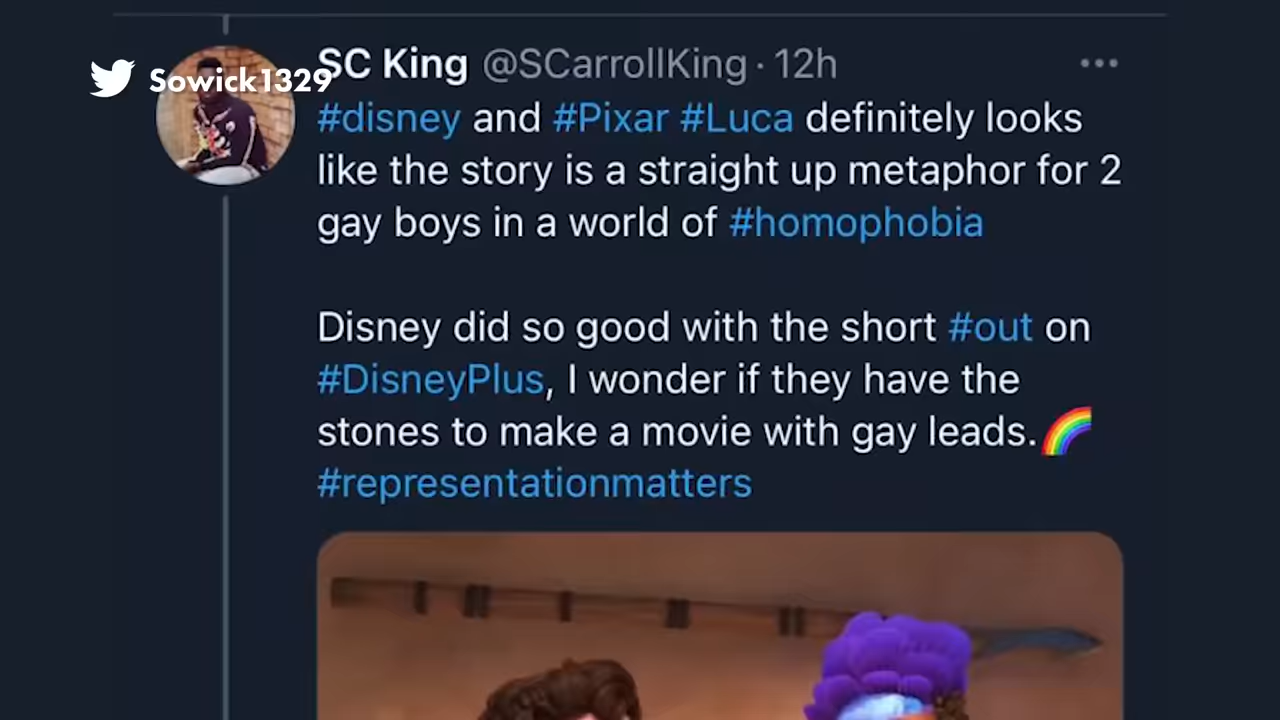 Sowick1329
SC King @SCarrollKing · 12h
#disney and #Pixar #Luca definitely looks
like the story is a straight up metaphor for 2
gay boys in a world of #homophobia
Disney did so good with the short #out on
#DisneyPlus, I wonder if they have the
stones to make a movie with gay leads.🌈
#representationmatters